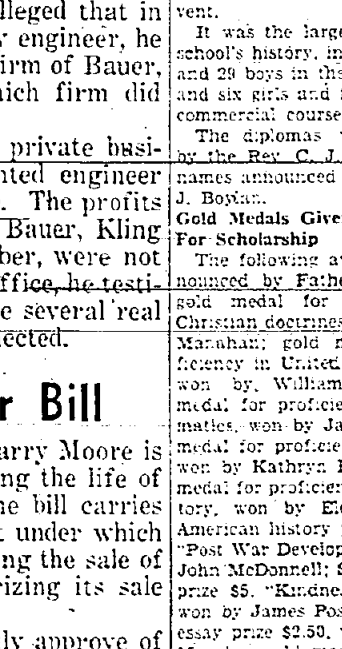 lleged that in
engineer, he
irm of Bauer,
ich firm did
private busi-
nted engineer
The profits
Bauer, Kling
ber, were not
ffice, he testi-
e several real
ected.
r Bill
arry Moore is
ng the life of
e bill carries
under which
ng the sale of
rizing its sale
ly approve of
vent.
It was the large
school's history, in
and 29 boys in the
and six girls and
commercial course
The diplomas
by the Rev. C. J.
names announced
J. Boylan.
Gold Medals Give
For Scholarship
The following a
nounced by Fathe
gold medal for
Christian doctrines
Manahan; gold
ficiency in United
won by William
medal for proficie
matics, won by Ja
medal for proficie
won by Kathryn
medal for proficien
tory, won by Ele
American history
"Post War Develop
John McDonnell; S
prize $5, "Kindne
won by James Pos
essay prize $2.50,